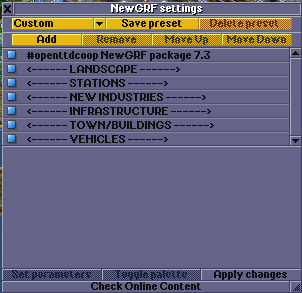 NewGRF settings
Custom Save preset Delete preset
Add Remove Move Up Move Down
#openttdcoop NewGRF package 7.3
<------ LANDSCAPE ------>
<------ STATIONS ------>
<------ NEW INDUSTRIES ------>
<------ INFRASTRUCTURE ------>
<------ TOWN/BUILDINGS ------>
<------ VEHICLES ------>
Set parameters Toggle palette Apply changes
Check Online Content